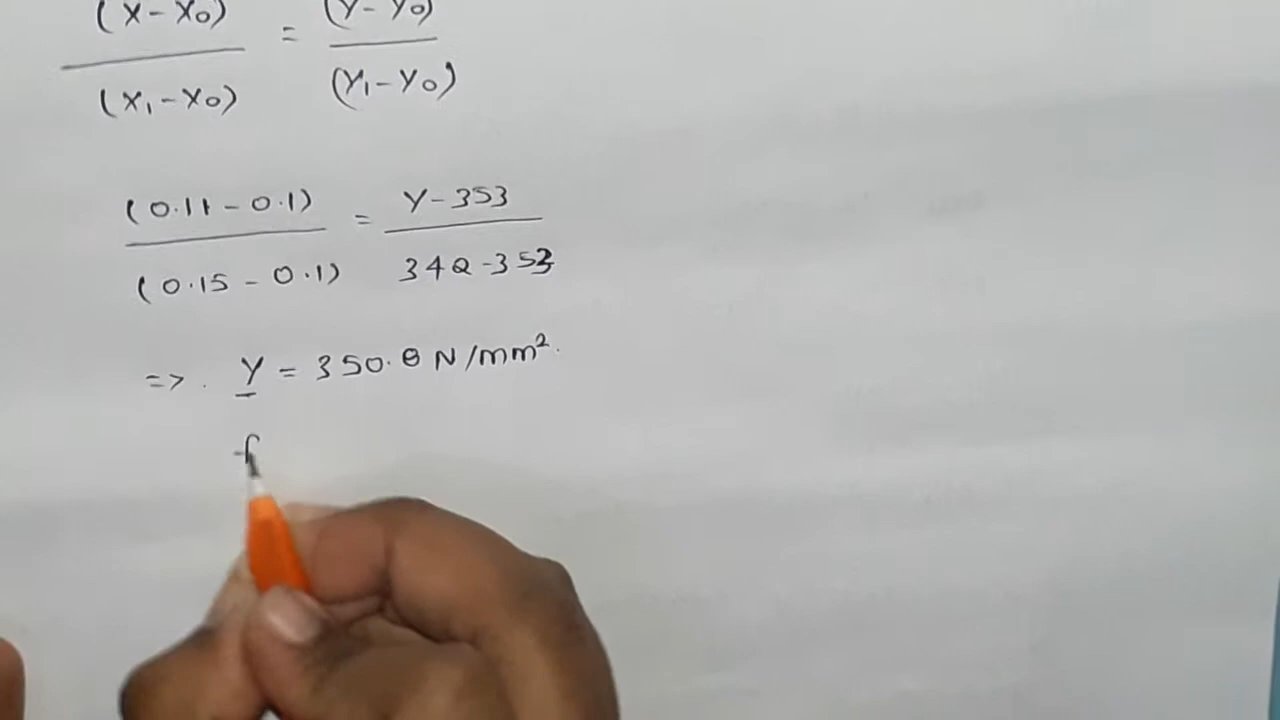 (X-X0) = (Y-Y0)
(X1-X0) (Y1-Y0)
(0.11-0.1) = Y-353
(0.15-0.1) 342-353
=>. Y = 350.8 N/mm².
f